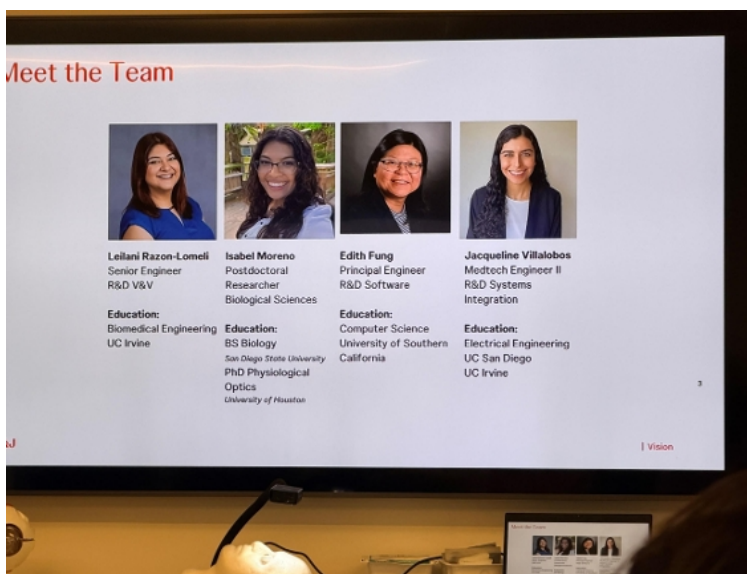 Meet the Team
Leilani Razon-Lomeli
Senior Engineer
R&D V&V
Education:
Biomedical Engineering
UC Irvine
Isabel Moreno
Postdoctoral
Researcher
Biological Sciences
Education:
BS Biology
San Diego State University
PhD Physiological
Optics
University of Houston
Edith Fung
Principal Engineer
R&D Software
Education:
Computer Science
University of Southern
California
Jacqueline Villalobos
Medtech Engineer II
R&D Systems
Integration
Education:
Electrical Engineering
UC San Diego
UC Irvine
3
| Vision
Meet the Team